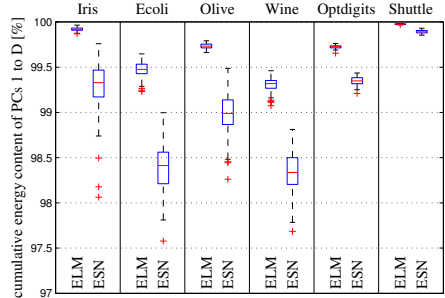 Iris Ecoli Olive Wine Optdigits Shuttle
cumulative energy content of PCs 1 to D [%]
100
99.5
99
98.5
98
97.5
97
ELM ESN ELM ESN ELM ESN ELM ESN ELM ESN ELM ESN